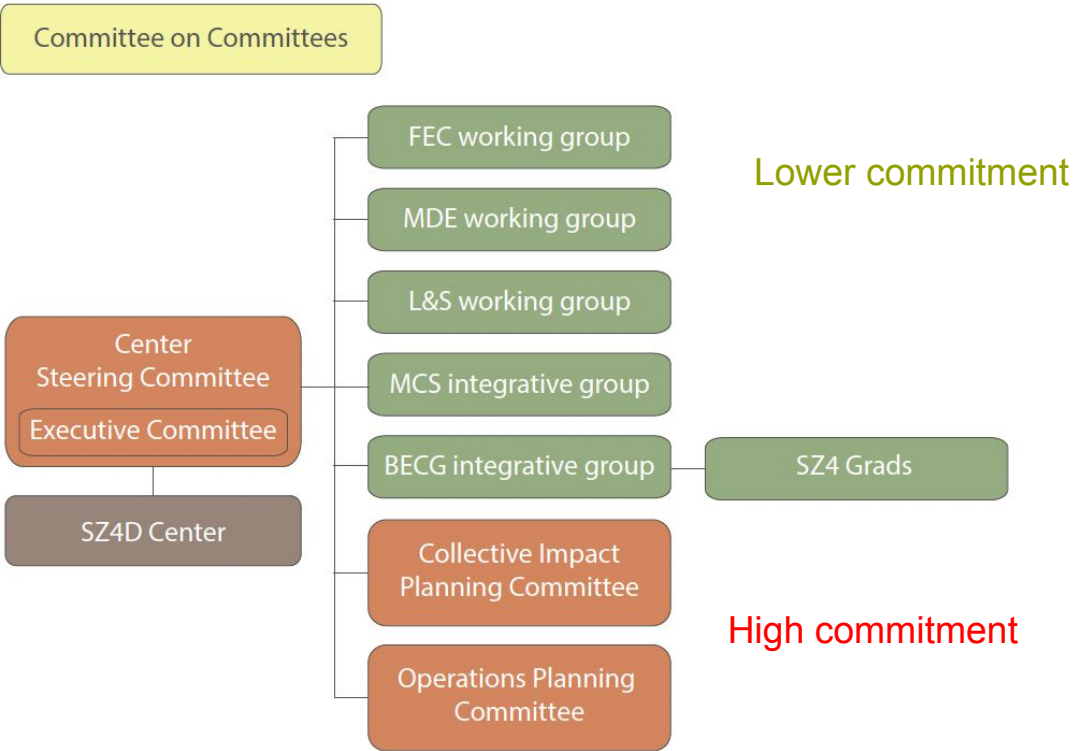 Committee on Committees
FEC working group
Lower commitment
MDE working group
L&S working group
Center
Steering Committee
Executive Committee
MCS integrative group
BECG integrative group
SZ4 Grads
SZ4D Center
Collective Impact
Planning Committee
High commitment
Operations Planning
Committee